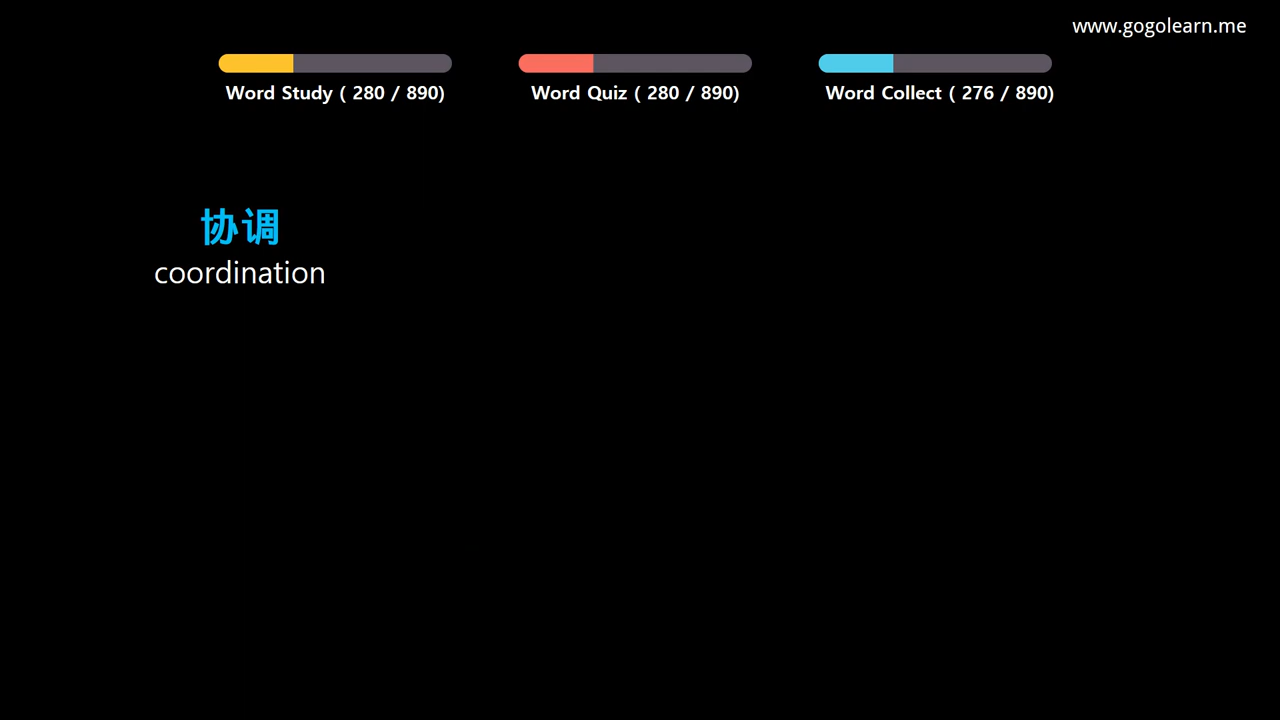 www.gogolearn.me
Word Study ( 280 / 890)
Word Quiz ( 280 / 890)
Word Collect ( 276 / 890)
协调
coordination